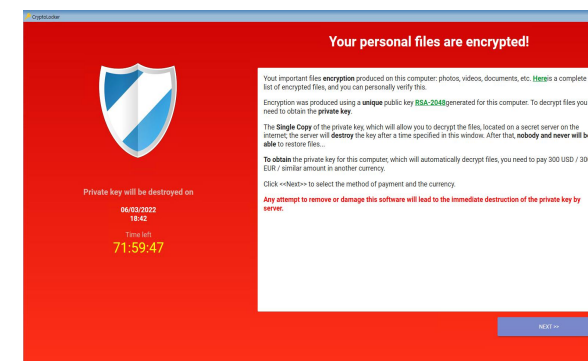 CryptoLocker
Your personal files are encrypted!
Your important files encryption produced on this computer: photos, videos, documents, etc. Here is a complete
list of encrypted files, and you can personally verify this.
Encryption was produced using a unique public key RSA-2048 generated for this computer. To decrypt files you
need to obtain the private key.
The Single Copy of the private key, which will allow you to decrypt the files, located on a secret server on the
internet; the server will destroy the key after a time specified in this window. After that, nobody and never will be
able to restore files...
To obtain the private key for this computer, which will automatically decrypt files, you need to pay 300 USD / 300
EUR / similar amount in another currency.
Click <<Next>> to select the method of payment and the currency.
Any attempt to remove or damage this software will lead to the immediate destruction of the private key by
server.
Private key will be destroyed on
06/03/2022
18:42
Time left
71:59:47
NEXT >>